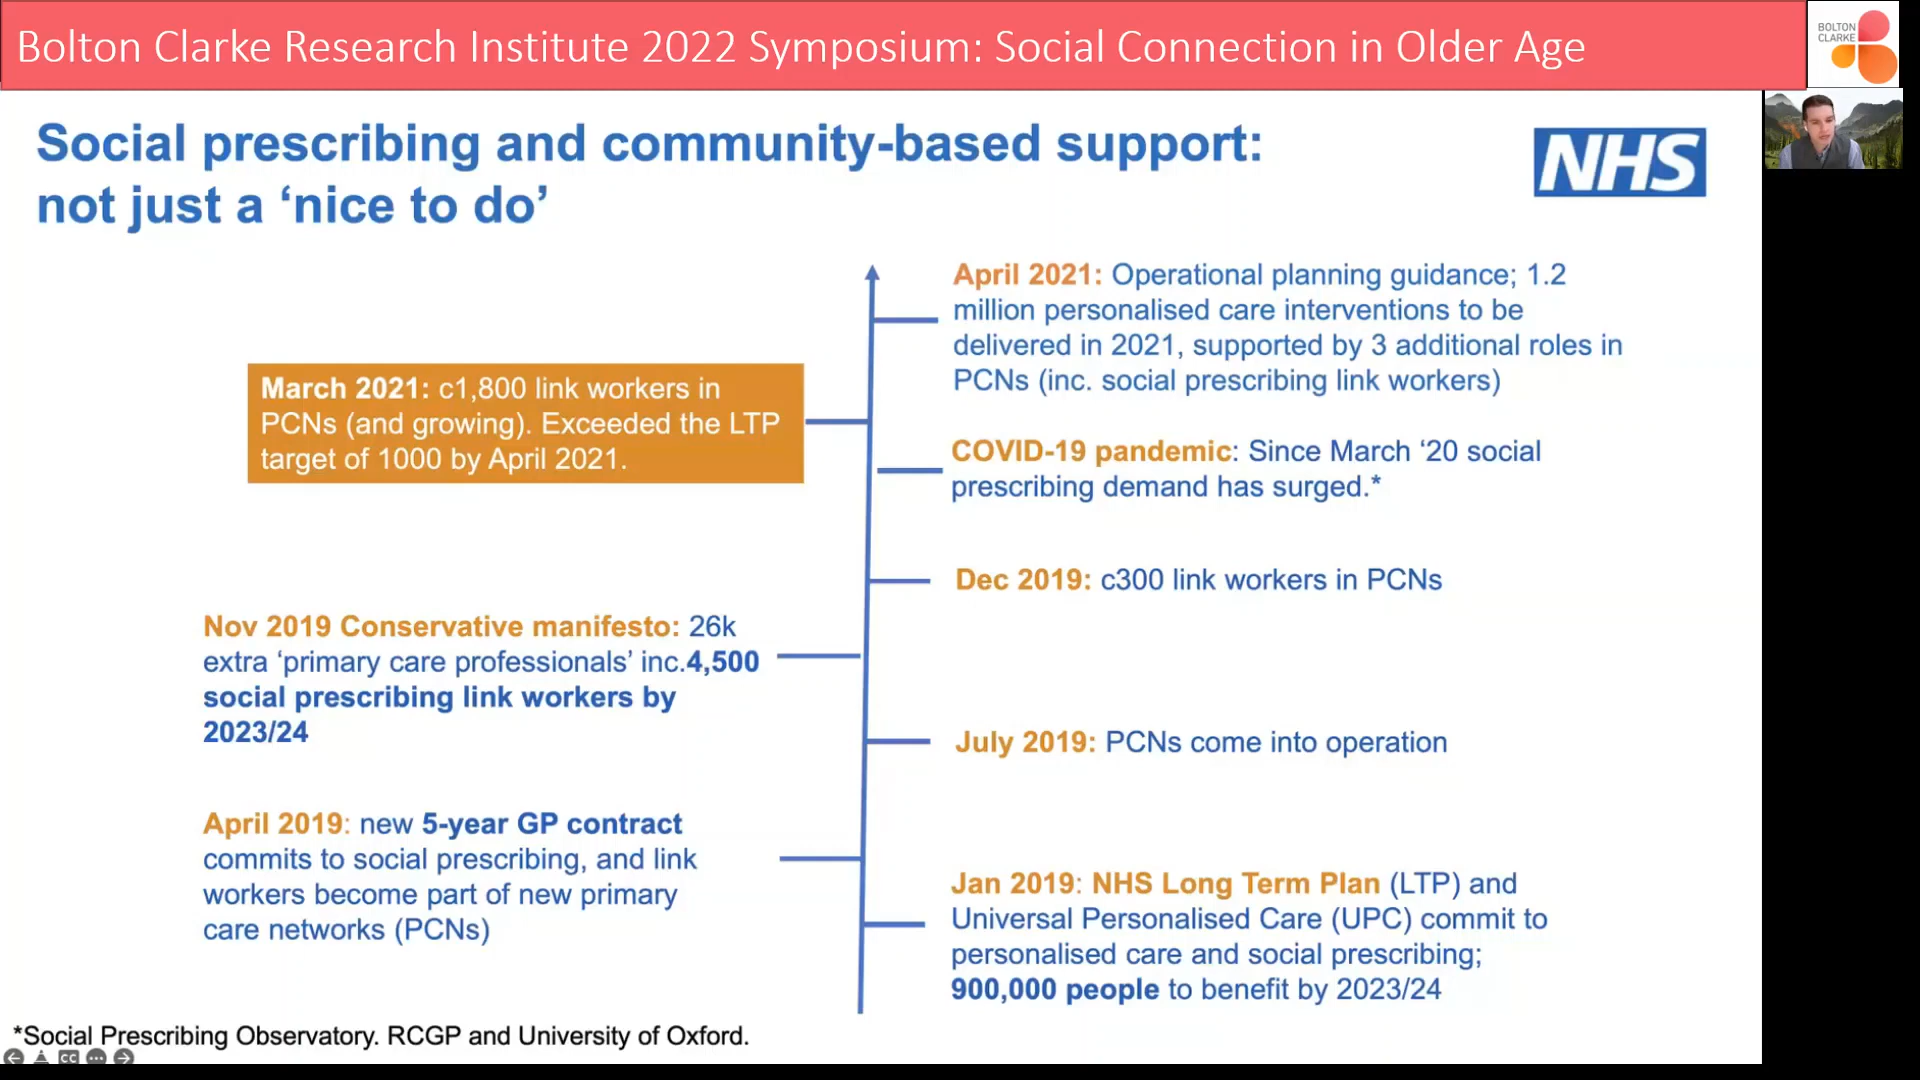 Bolton Clarke Research Institute 2022 Symposium: Social Connection in Older Age
BOLTON
CLARKE
Social prescribing and community-based support:
not just a ‘nice to do’
NHS
April 2021: Operational planning guidance; 1.2
million personalised care interventions to be
delivered in 2021, supported by 3 additional roles in
PCNs (inc. social prescribing link workers)
March 2021: c1,800 link workers in
PCNs (and growing). Exceeded the LTP
target of 1000 by April 2021.
COVID-19 pandemic: Since March ‘20 social
prescribing demand has surged.*
Dec 2019: c300 link workers in PCNs
Nov 2019 Conservative manifesto: 26k
extra ‘primary care professionals’ inc.4,500
social prescribing link workers by
2023/24
July 2019: PCNs come into operation
April 2019: new 5-year GP contract
commits to social prescribing, and link
workers become part of new primary
care networks (PCNs)
Jan 2019: NHS Long Term Plan (LTP) and
Universal Personalised Care (UPC) commit to
personalised care and social prescribing;
900,000 people to benefit by 2023/24
*Social Prescribing Observatory. RCGP and University of Oxford.
CC